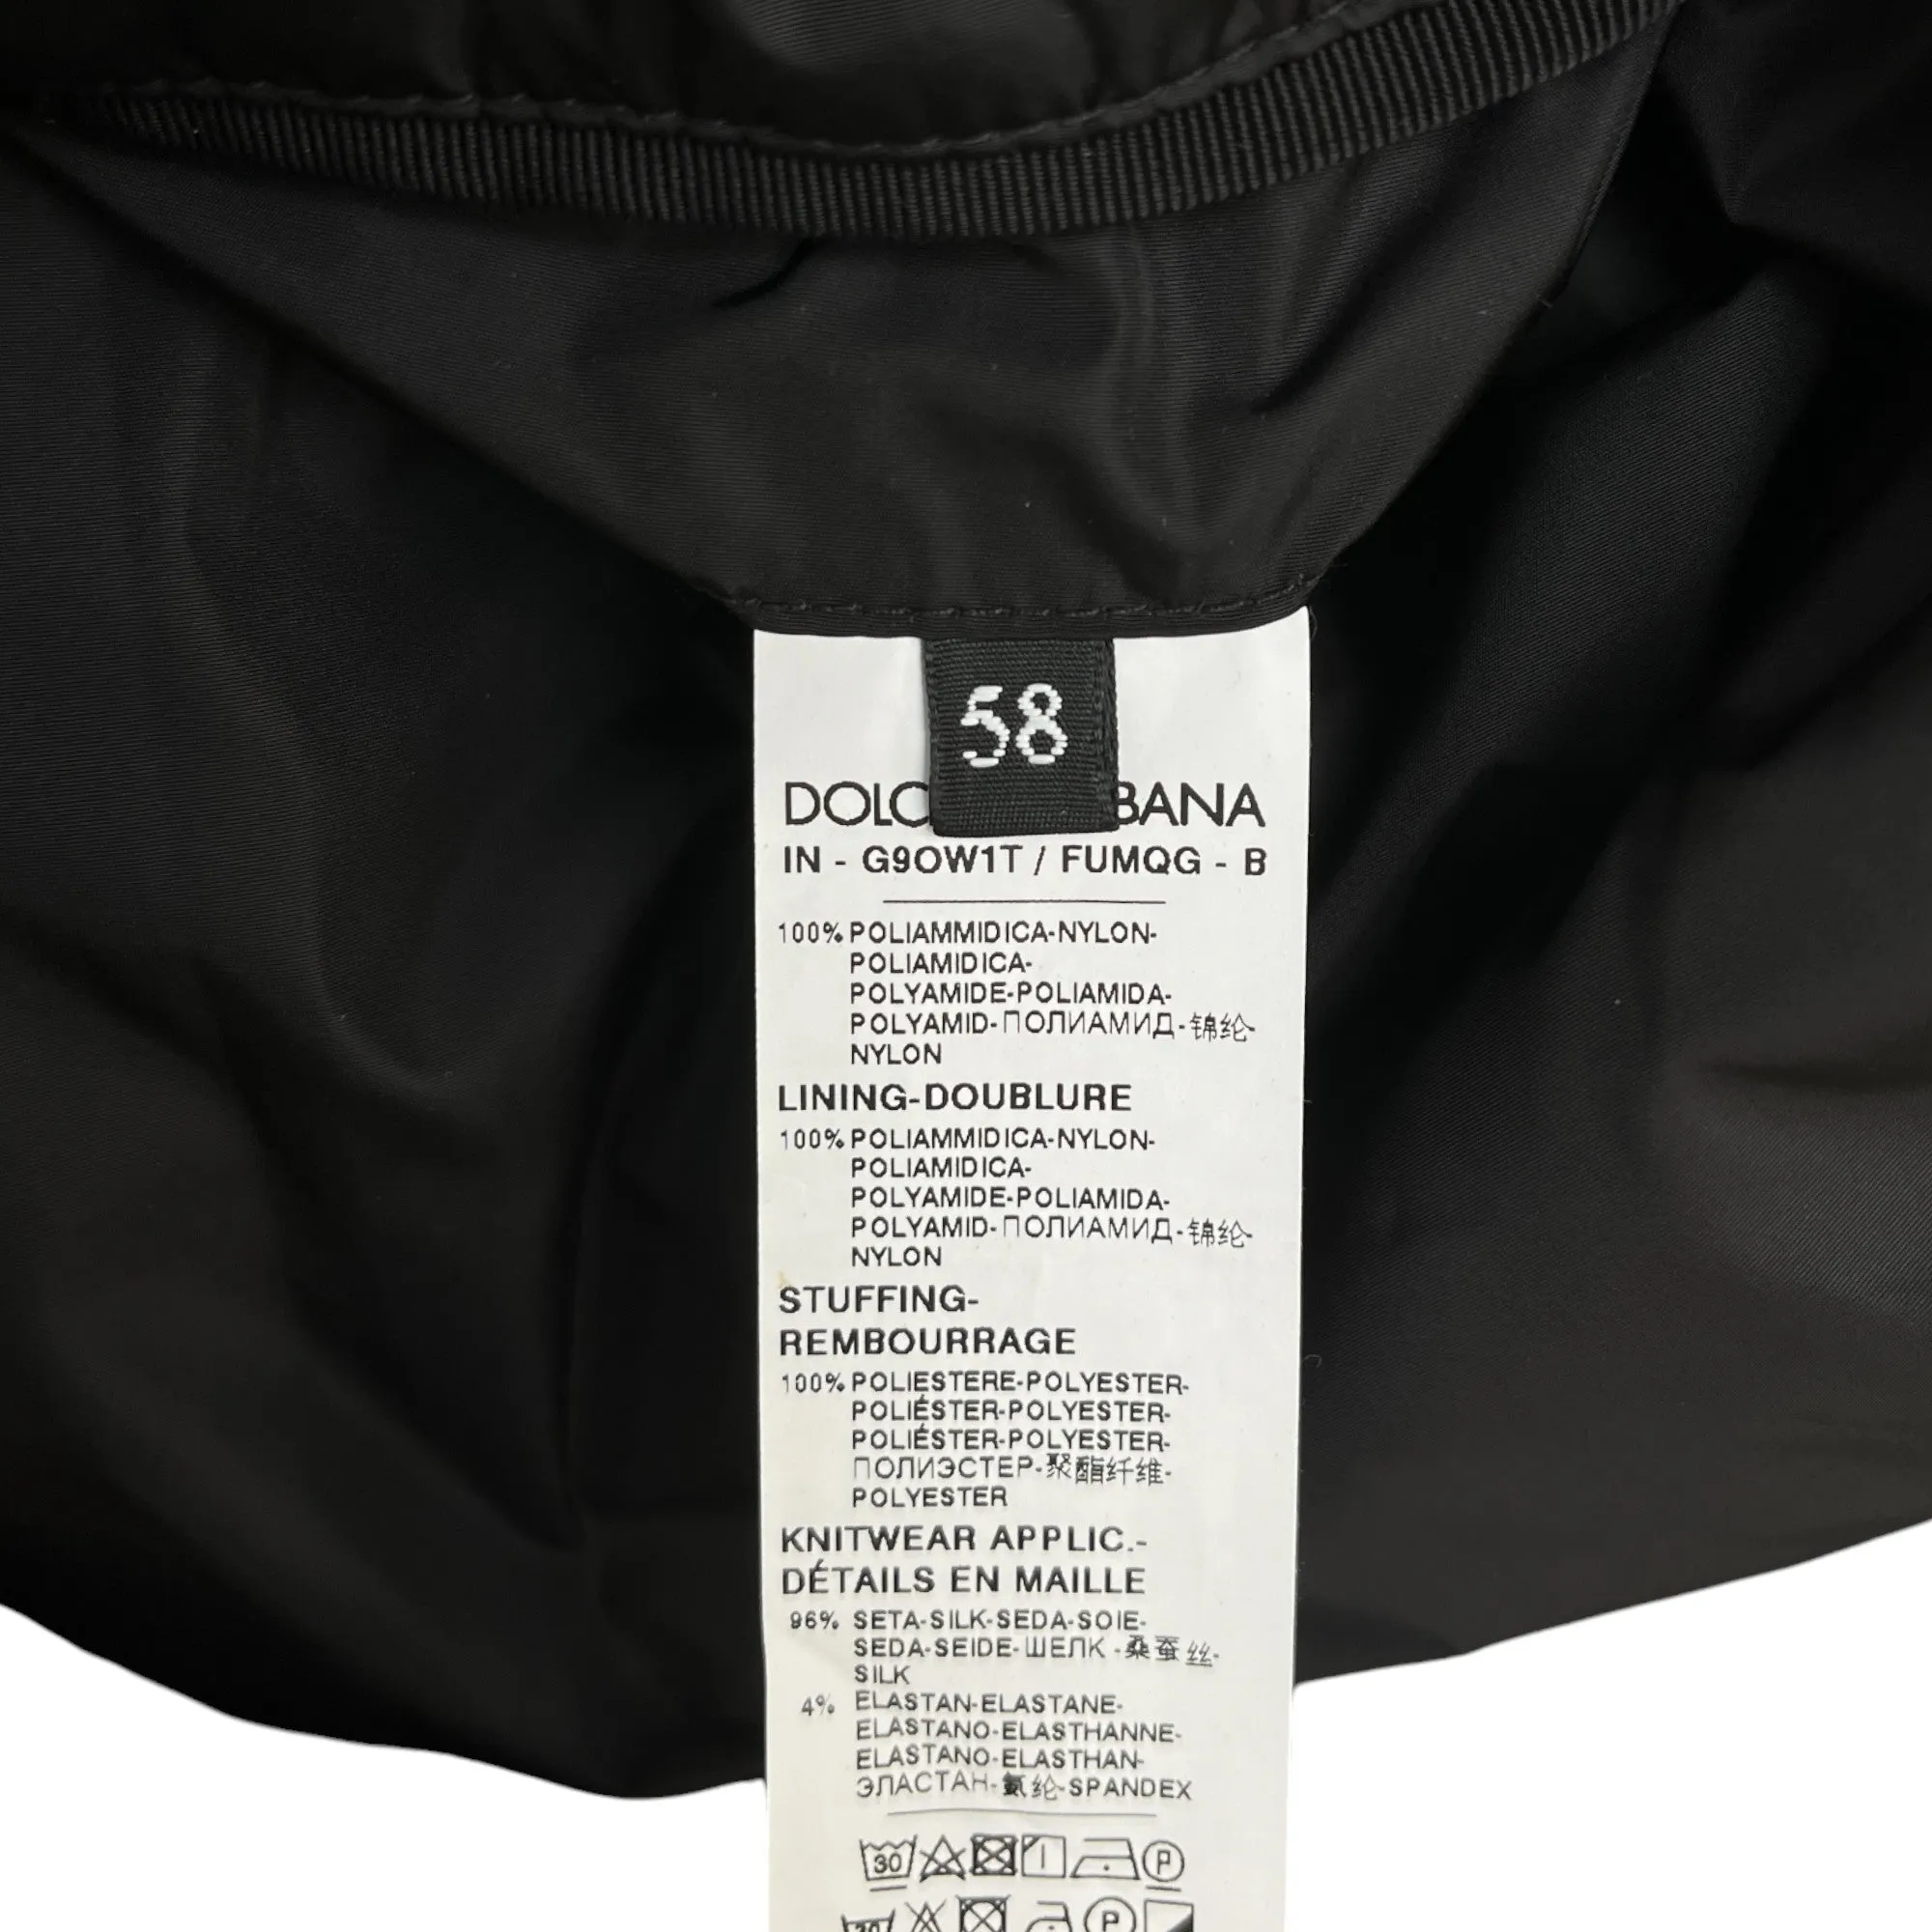 58
DOLC BANA
IN - G9OW1T / FUMQG - B
100% POLIAMMIDICA-NYLON-
POLIAMIDICA-
POLYAMIDE-POLIAMIDA-
POLYAMID-ПОЛИАМИД-锦纶-
NYLON
LINING-DOUBLURE
100% POLIAMMIDICA-NYLON-
POLIAMIDICA-
POLYAMIDE-POLIAMIDA-
POLYAMID-ПОЛИАМИД-锦纶-
NYLON
STUFFING-
REMBOURRAGE
100% POLIESTERE-POLYESTER-
POLIÉSTER-POLYESTER-
POLIÉSTER-POLYESTER-
ПОЛИЭСТЕР-聚酯纤维-
POLYESTER
KNITWEAR APPLIC.-
DÉTAILS EN MAILLE
96% SETA-SILK-SEDA-SOIE-
SEDA-SEIDE-ШЕЛК-桑蚕丝-
SILK
4% ELASTAN-ELASTANE-
ELASTANO-ELASTHANNE-
ELASTANO-ELASTHAN-
ЭЛАСТАН-氨纶-SPANDEX
30 P
30 P